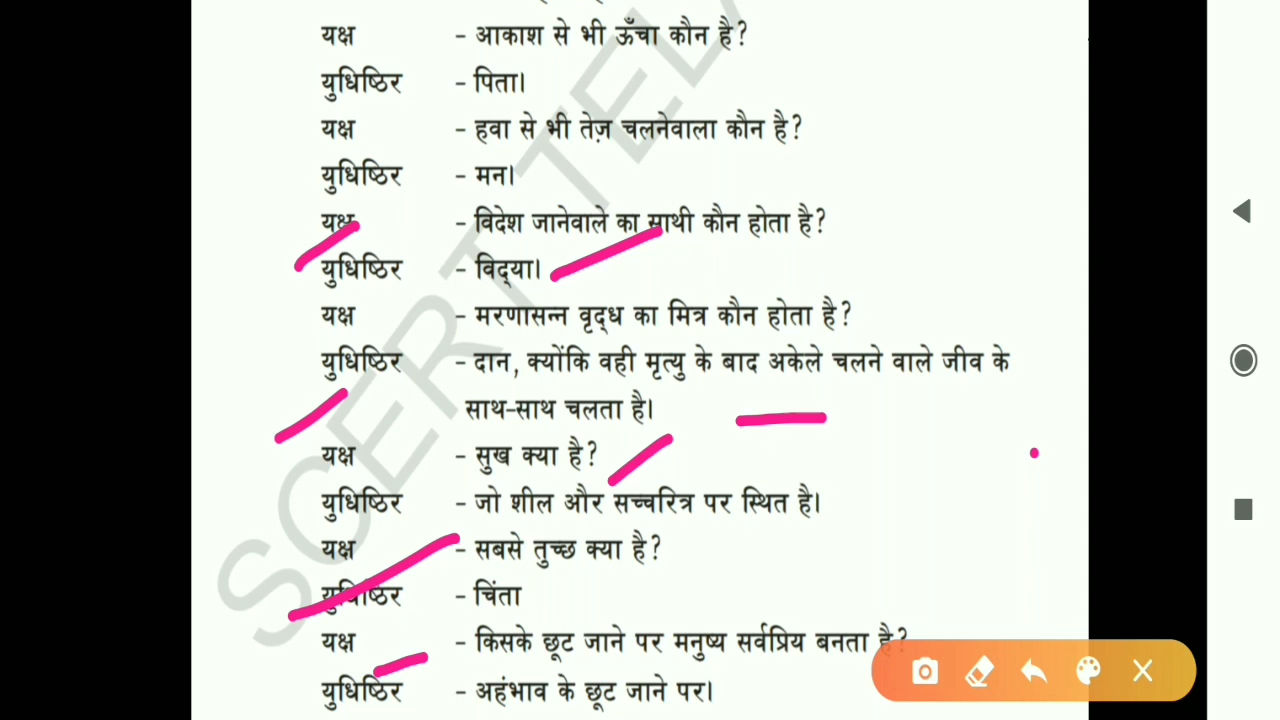 यक्ष - आकाश से भी ऊँचा कौन है?
युधिष्ठिर - पिता।
यक्ष - हवा से भी तेज़ चलनेवाला कौन है?
युधिष्ठिर - मन।
यक्ष - विदेश जानेवाले का साथी कौन होता है?
युधिष्ठिर - विद्‌या।
यक्ष - मरणासन्न वृद्‌ध का मित्र कौन होता है?
युधिष्ठिर - दान, क्योंकि वही मृत्यु के बाद अकेले चलने वाले जीव के
साथ-साथ चलता है।
यक्ष - सुख क्या है?
युधिष्ठिर - जो शील और सच्चरित्र पर स्थित है।
यक्ष - सबसे तुच्छ क्या है?
युधिष्ठिर - चिंता
यक्ष - किसके छूट जाने पर मनुष्य सर्वप्रिय बनता है?
युधिष्ठिर - अहंभाव के छूट जाने पर।
SCERT TELA